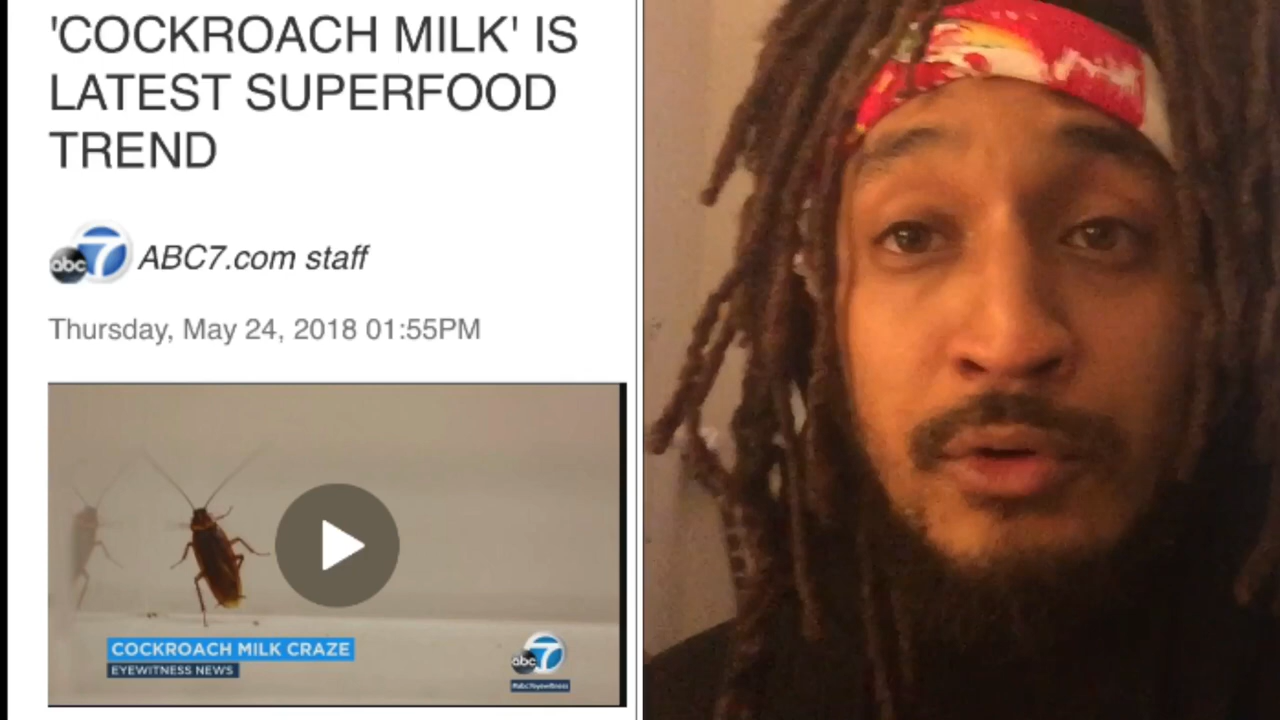 'COCKROACH MILK' IS
LATEST SUPERFOOD
TREND
abc 7 ABC7.com staff
Thursday, May 24, 2018 01:55PM
COCKROACH MILK CRAZE
EYEWITNESS NEWS
abc 7